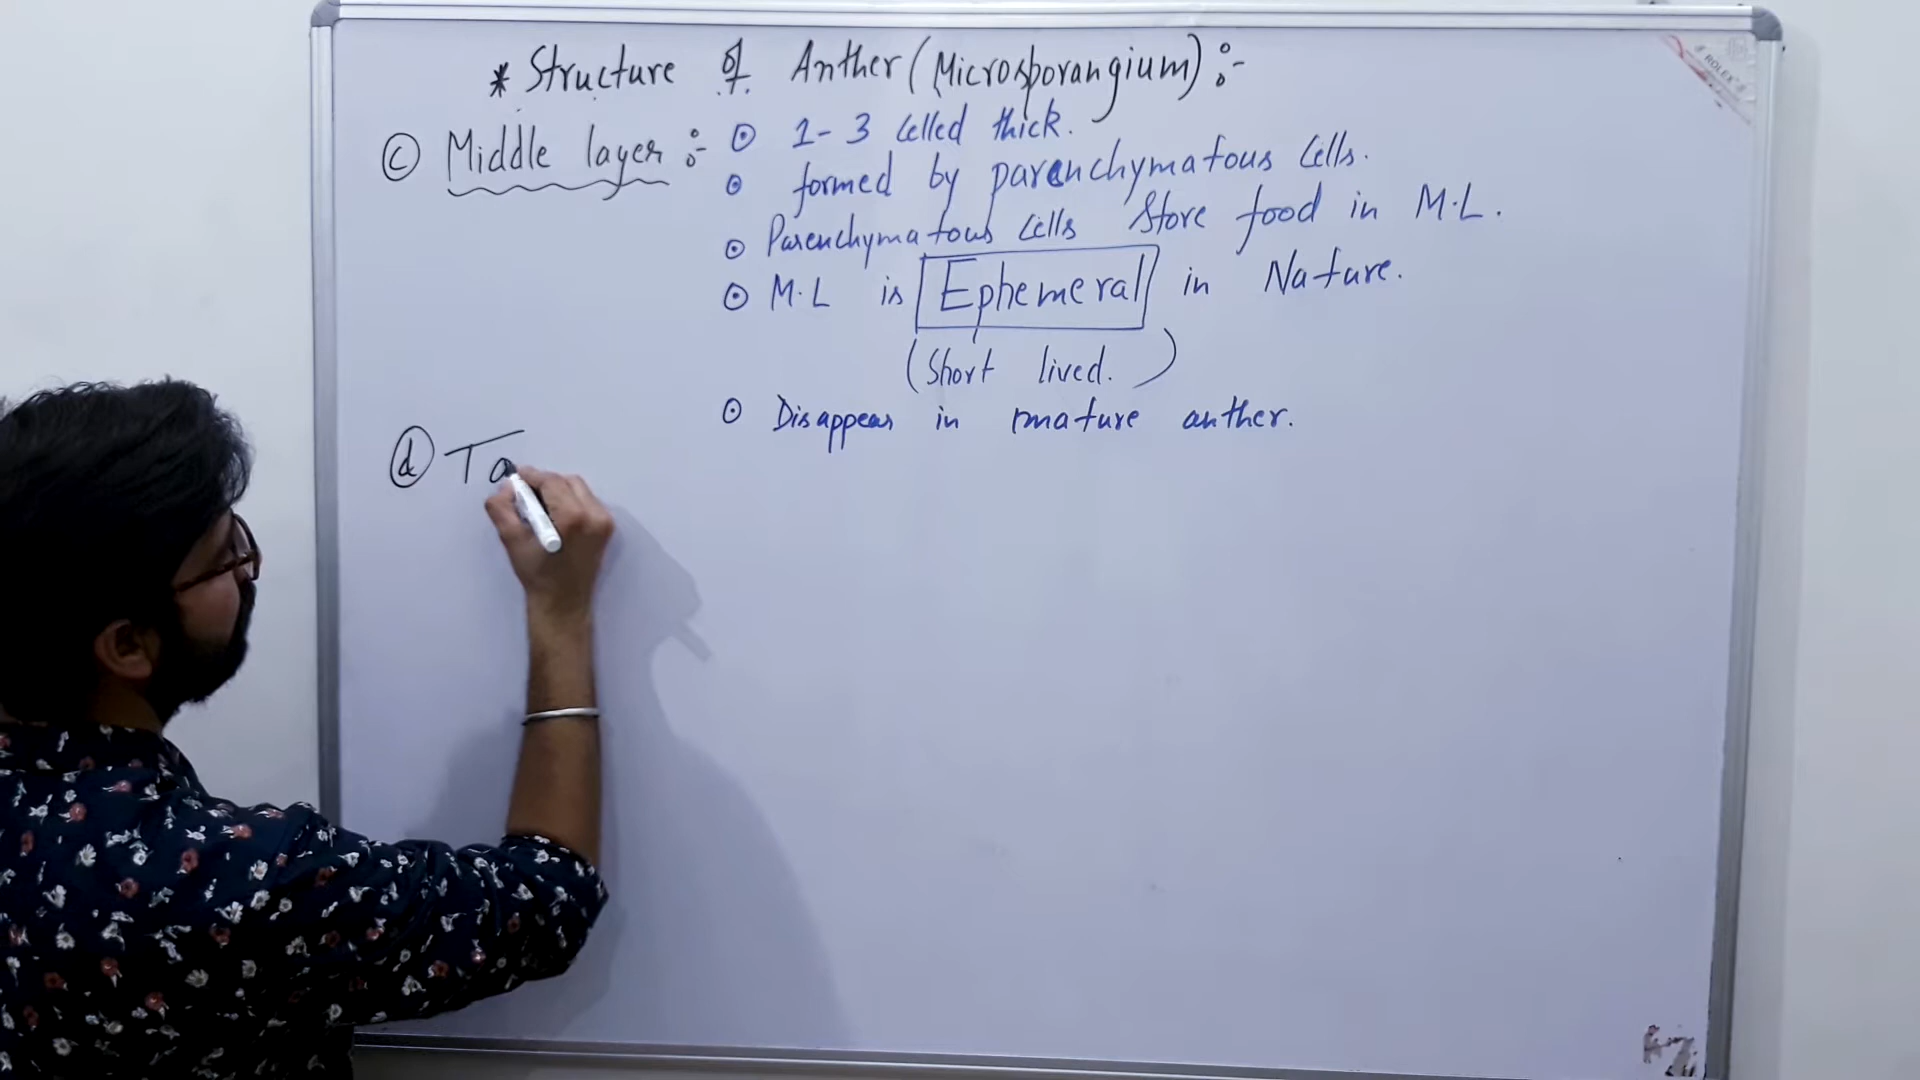 * Structure of Anther (Microsporangium) :-
(c) Middle layer :- ⊙ 1-3 celled thick.
⊙ formed by parenchymatous cells.
⊙ Parenchymatous cells store food in M.L.
⊙ M.L is Ephemeral in Nature.
(Short lived.)
⊙ Disappear in mature anther.
(d) Ta
ROLEX